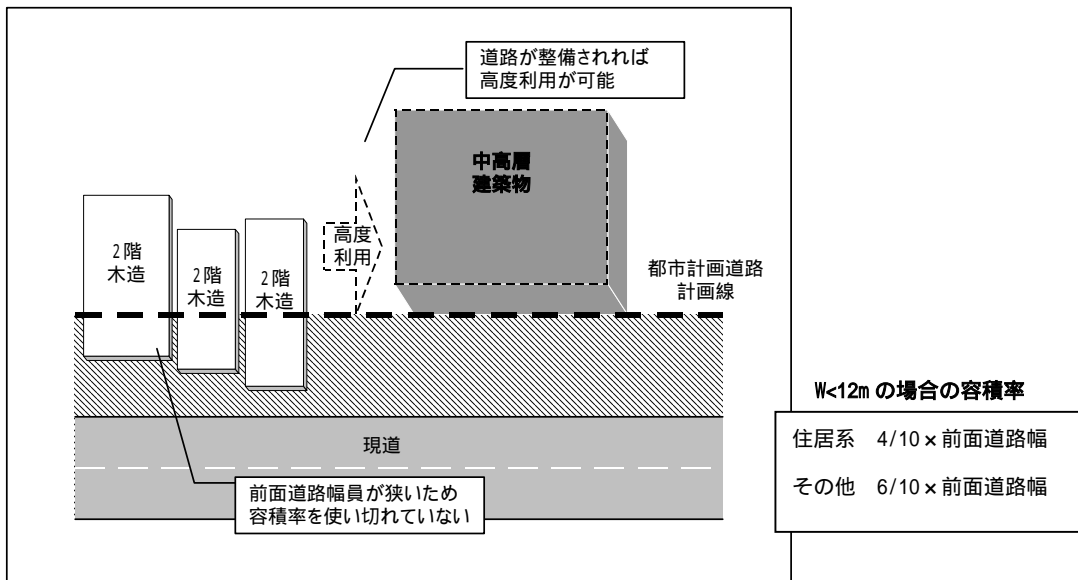 道路が整備されれば
高度利用が可能
中高層
建築物
2階
木造
2階
木造
2階
木造
高度
利用
都市計画道路
計画線
現道
前面道路幅員が狭いため
容積率を使い切れていない
W<12m の場合の容積率
住居系 4/10×前面道路幅
その他 6/10×前面道路幅